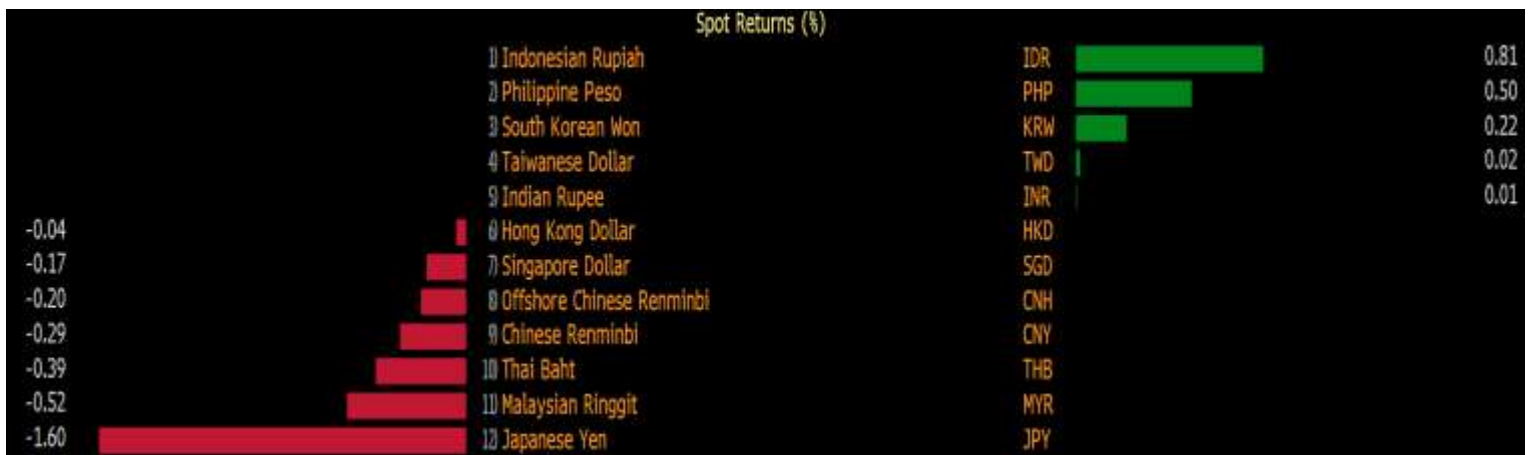 Spot Returns (%)
1) Indonesian Rupiah IDR 0.81
2) Philippine Peso PHP 0.50
3) South Korean Won KRW 0.22
4) Taiwanese Dollar TWD 0.02
5) Indian Rupee INR 0.01
-0.04 6) Hong Kong Dollar HKD
-0.17 7) Singapore Dollar SGD
-0.20 8) Offshore Chinese Renminbi CNH
-0.29 9) Chinese Renminbi CNY
-0.39 10) Thai Baht THB
-0.52 11) Malaysian Ringgit MYR
-1.60 12) Japanese Yen JPY